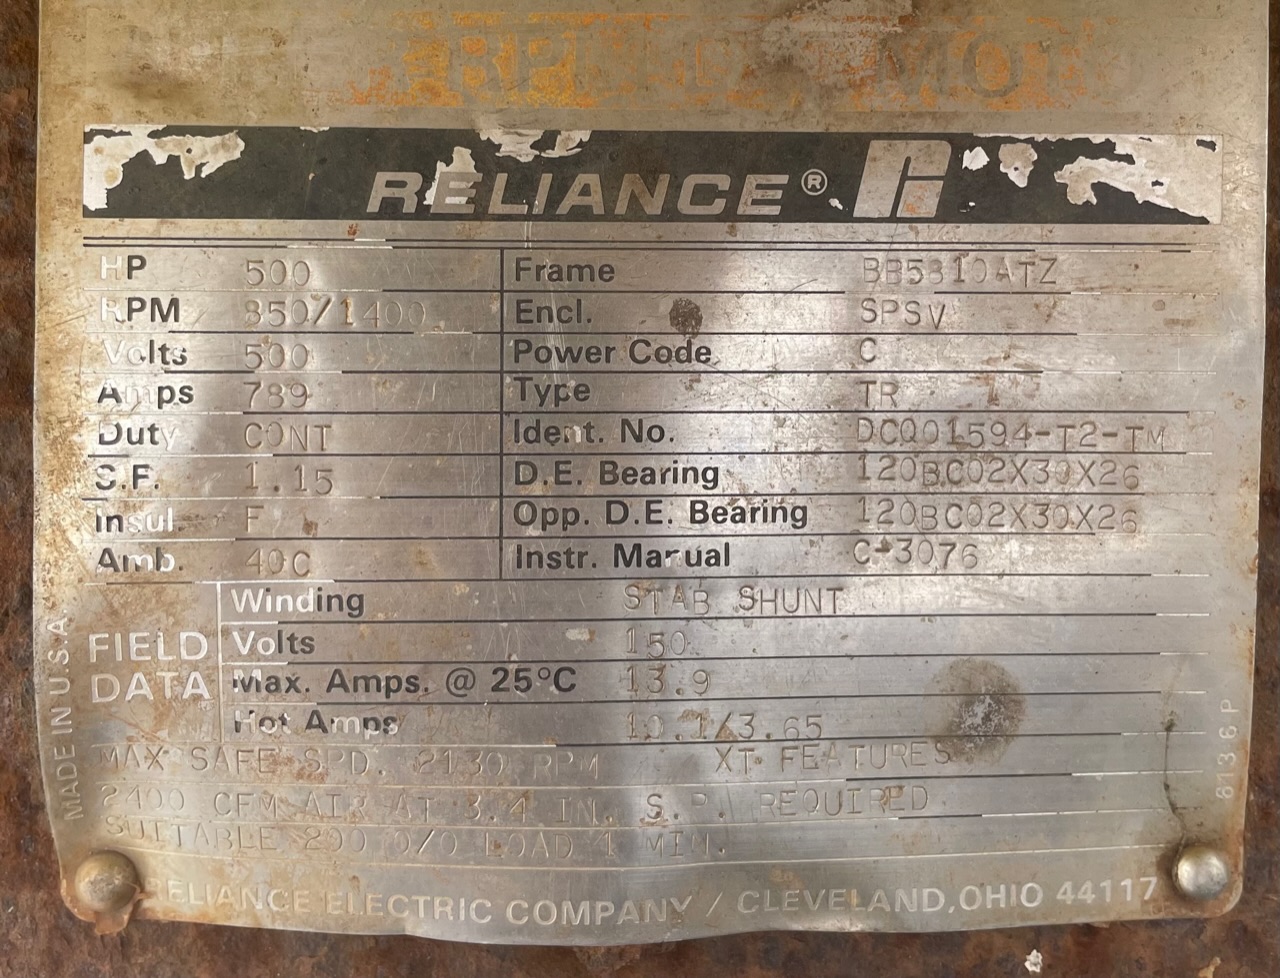 RELIANCE®
HP 500 Frame BB5810ATZ
RPM 850/1400 Encl. SPSV
Volts 500 Power Code C
Amps 789 Type TR
Duty CONT Ident. No. DCQ01594-T2-TM
S.F. 1.15 D.E. Bearing 120BC02X30X26
Insul F Opp. D.E. Bearing 120BC02X30X26
Amb. 40C Instr. Manual C-3076
FIELD DATA
Winding STAB SHUNT
Volts 150
Max. Amps. @ 25°C 13.9
Hot Amps 10.1/3.65
MAX SAFE SPD. 2130 RPM XT FEATURES
2400 CFM AIR AT 3.4 IN. S.P. REQUIRED
SUITABLE 200 0/0 LOAD 1 MIN.
RELIANCE ELECTRIC COMPANY / CLEVELAND, OHIO 44117
MADE IN U.S.A.
6136P